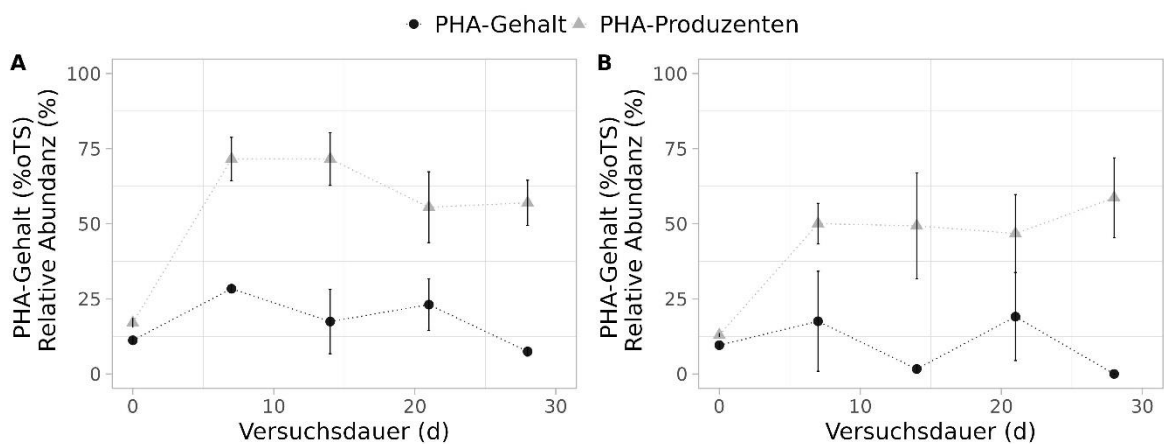 PHA-Gehalt PHA-Produzenten
A
PHA-Gehalt (%oTS)
Relative Abundanz (%)
100
75
50
25
0
0 10 20 30
Versuchsdauer (d)
B
PHA-Gehalt (%oTS)
Relative Abundanz (%)
100
75
50
25
0
0 10 20 30
Versuchsdauer (d)